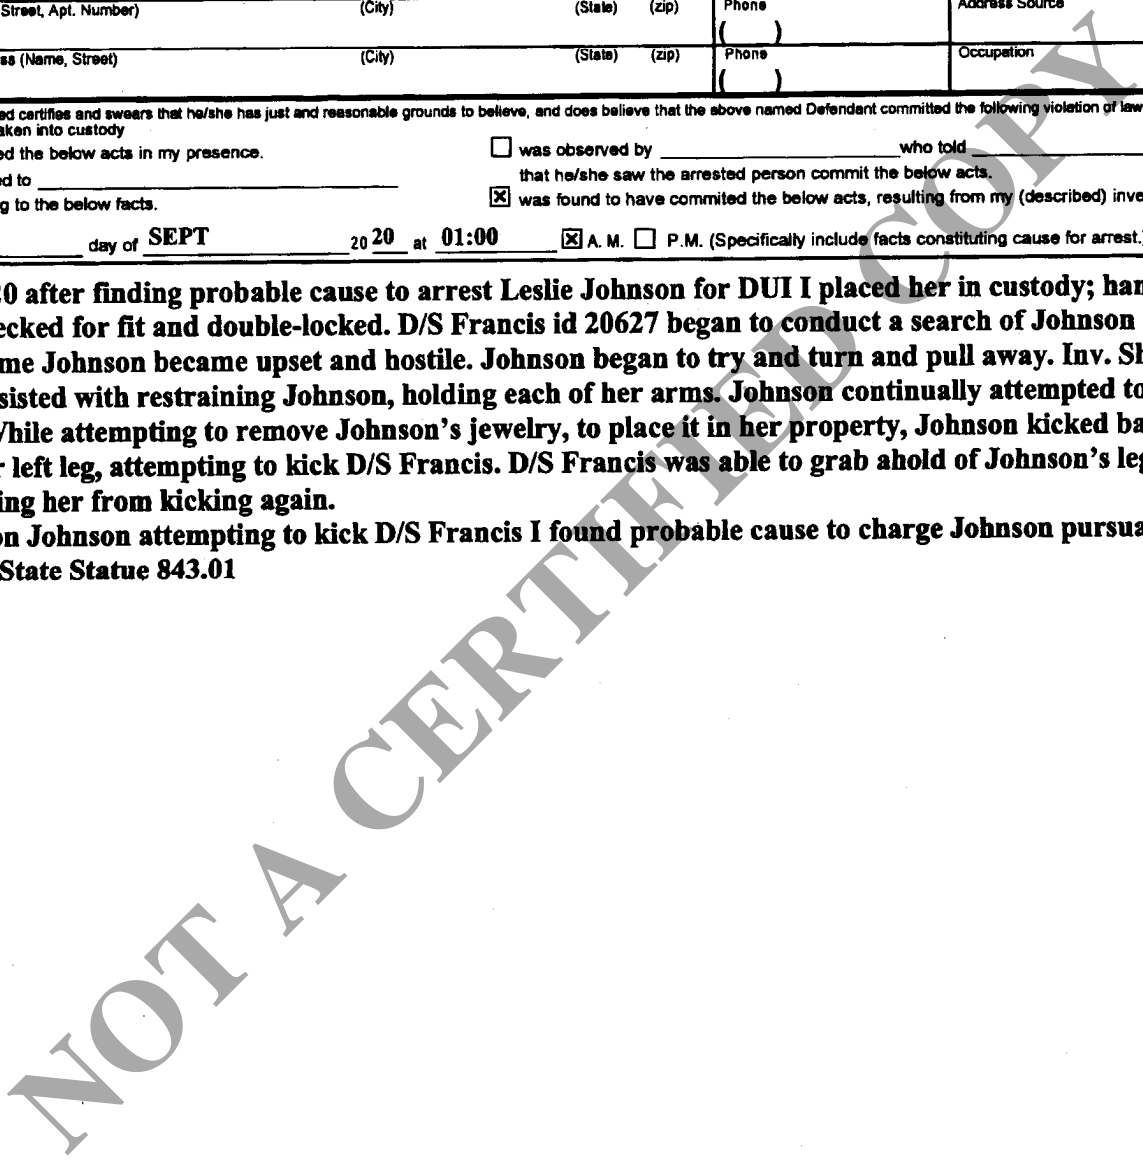 Street, Apt. Number) (City) (State) (zip) Phone Address Source
( )
ss (Name, Street) (City) (State) (zip) Phone Occupation
( )
ed certifies and swears that he/she has just and reasonable grounds to believe, and does believe that the above named Defendant committed the following violation of law
aken into custody
ed the below acts in my presence. was observed by who told
ed to that he/she saw the arrested person commit the below acts.
g to the below facts. was found to have commited the below acts, resulting from my (described) inve
day of SEPT 20 20 at 01:00 A. M. P.M. (Specifically include facts constituting cause for arrest.)
0 after finding probable cause to arrest Leslie Johnson for DUI I placed her in custody; han
ecked for fit and double-locked. D/S Francis id 20627 began to conduct a search of Johnson
me Johnson became upset and hostile. Johnson began to try and turn and pull away. Inv. Sh
sisted with restraining Johnson, holding each of her arms. Johnson continually attempted to
While attempting to remove Johnson's jewelry, to place it in her property, Johnson kicked ba
r left leg, attempting to kick D/S Francis. D/S Francis was able to grab ahold of Johnson's leg
ing her from kicking again.
on Johnson attempting to kick D/S Francis I found probable cause to charge Johnson pursua
State Statue 843.01
NOT A CERTIFIED COPY